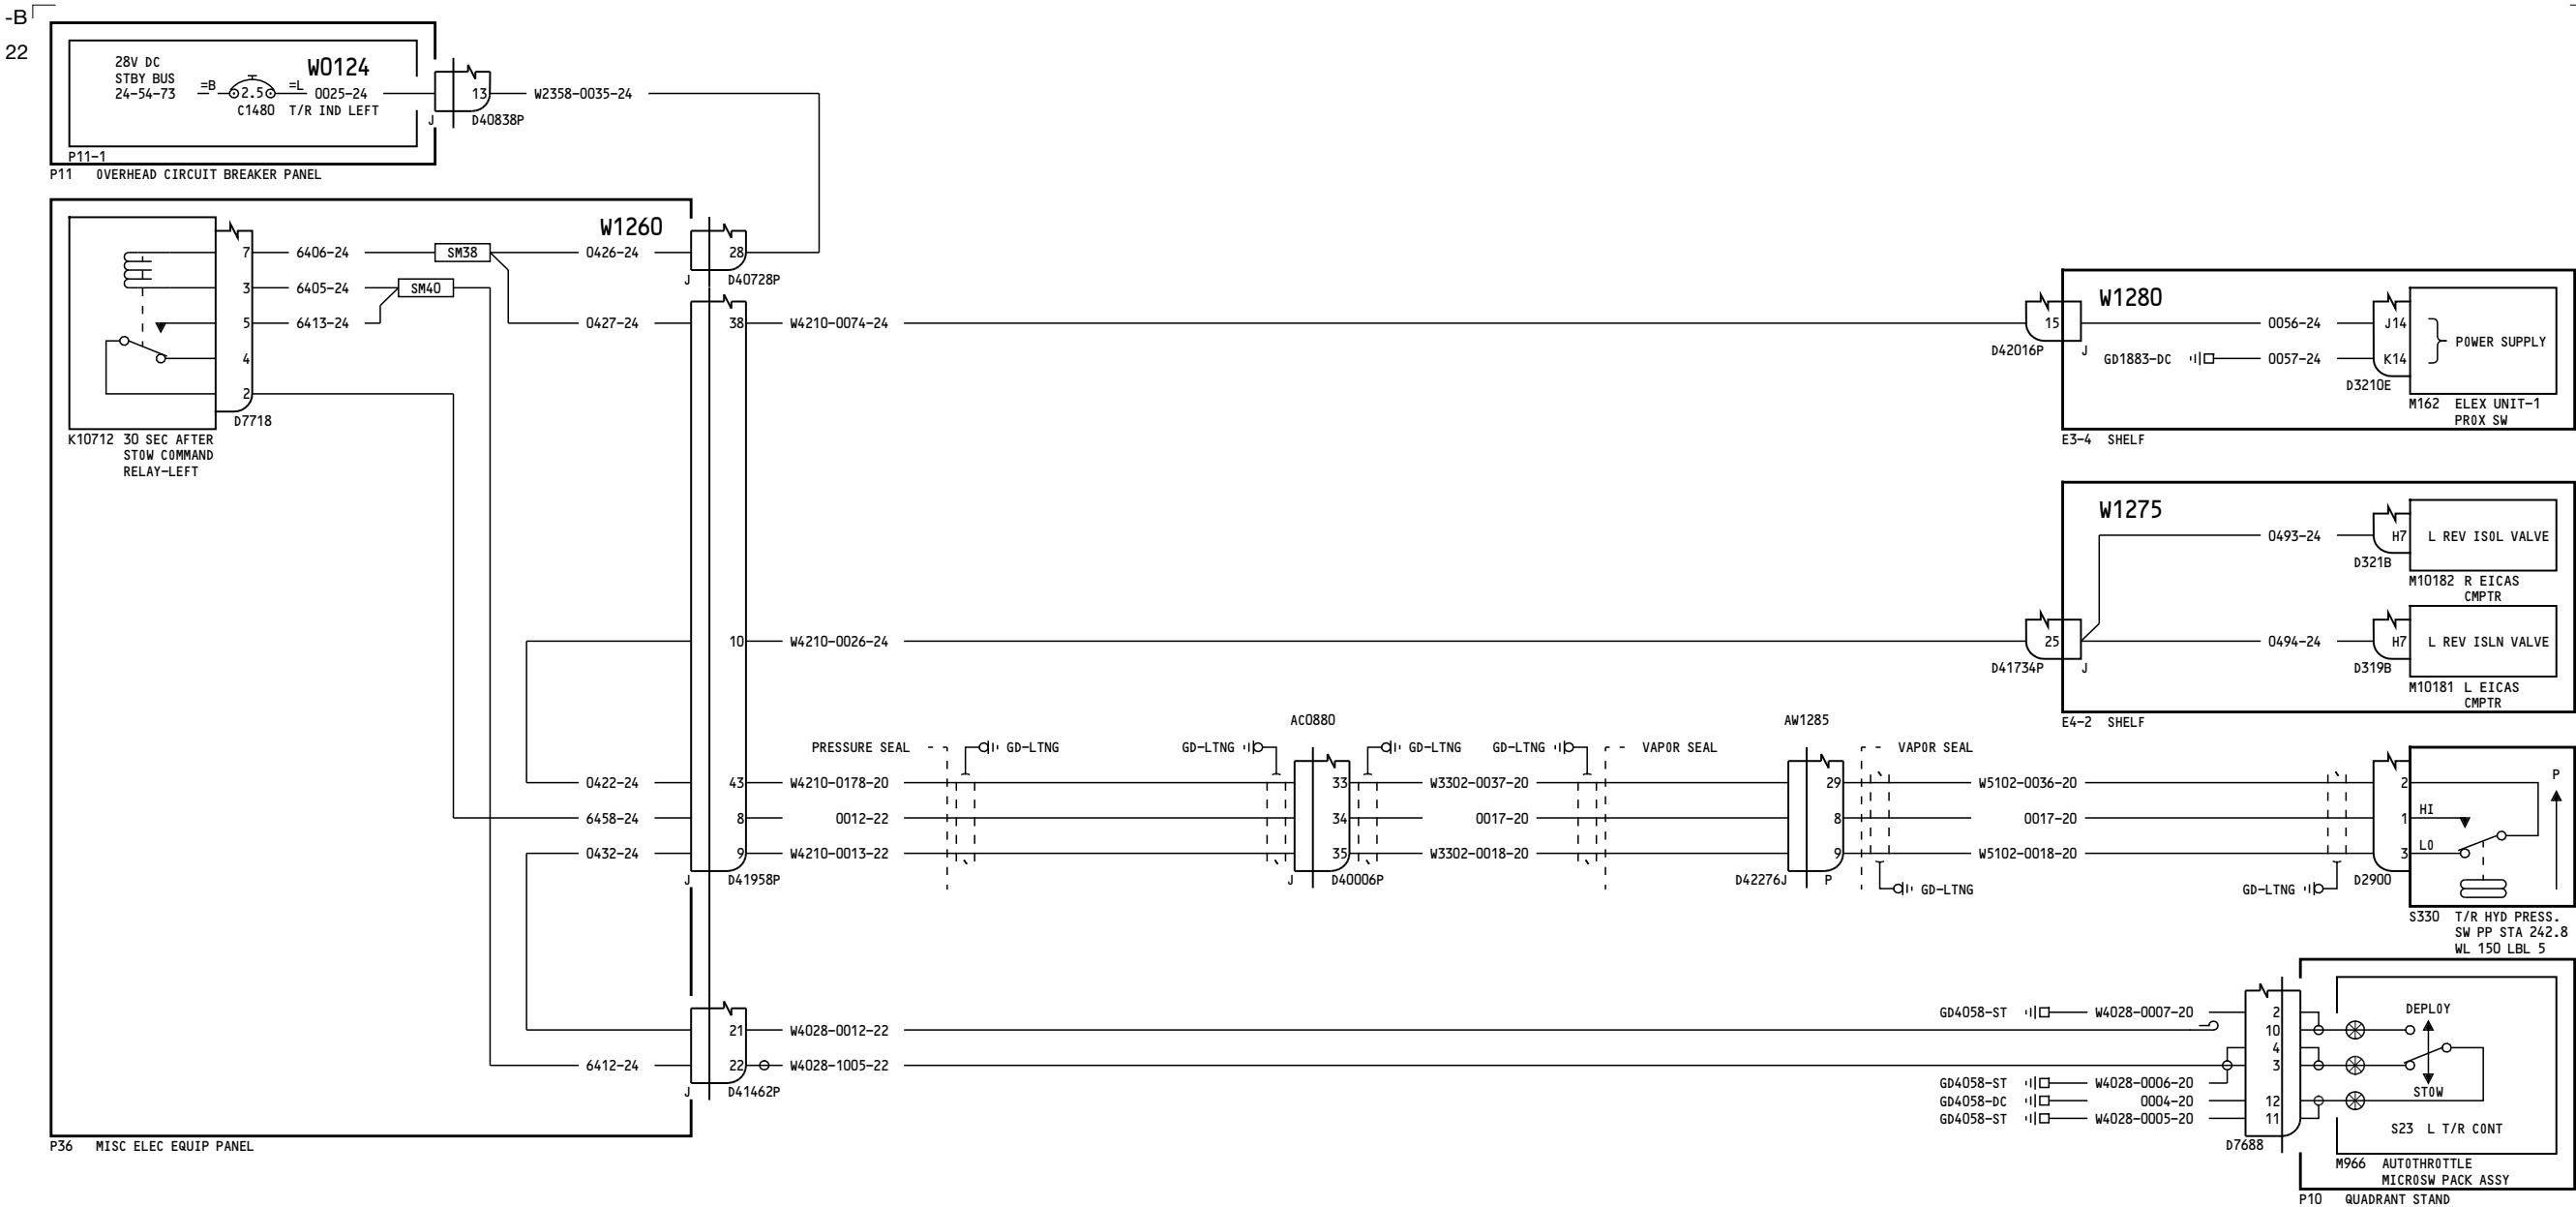 -B
22
28V DC
STBY BUS
24-54-73
=B
2.5
=L
W0124
0025-24
C1480 T/R IND LEFT
J
13
D40838P
W2358-0035-24
P11-1
P11 OVERHEAD CIRCUIT BREAKER PANEL
W1260
7
6406-24
SM38
0426-24
28
J
D40728P
3
6405-24
SM40
5
6413-24
0427-24
38
W4210-0074-24
4
2
D7718
K10712 30 SEC AFTER
STOW COMMAND
RELAY-LEFT
15
D42016P
J
W1280
0056-24
J14
GD1883-DC
0057-24
K14
POWER SUPPLY
D3210E
M162 ELEX UNIT-1
PROX SW
E3-4 SHELF
W1275
0493-24
H7
L REV ISOL VALVE
D321B
M10182 R EICAS
CMPTR
10
W4210-0026-24
25
D41734P
J
0494-24
H7
L REV ISLN VALVE
D319B
M10181 L EICAS
CMPTR
E4-2 SHELF
AC0880
AW1285
PRESSURE SEAL
GD-LTNG
GD-LTNG
GD-LTNG
GD-LTNG
VAPOR SEAL
VAPOR SEAL
0422-24
43
W4210-0178-20
33
W3302-0037-20
29
W5102-0036-20
2
P
6458-24
8
0012-22
34
0017-20
8
0017-20
1
HI
0432-24
9
W4210-0013-22
35
W3302-0018-20
9
W5102-0018-20
3
LO
J
D41958P
J
D40006P
D42276J
P
GD-LTNG
GD-LTNG
D2900
S330 T/R HYD PRESS.
SW PP STA 242.8
WL 150 LBL 5
21
W4028-0012-22
6412-24
22
W4028-1005-22
J
D41462P
GD4058-ST
W4028-0007-20
2
10
4
3
GD4058-ST
W4028-0006-20
GD4058-DC
0004-20
12
GD4058-ST
W4028-0005-20
11
D7688
DEPLOY
STOW
S23 L T/R CONT
M966 AUTOTHROTTLE
MICROSW PACK ASSY
P10 QUADRANT STAND
P36 MISC ELEC EQUIP PANEL